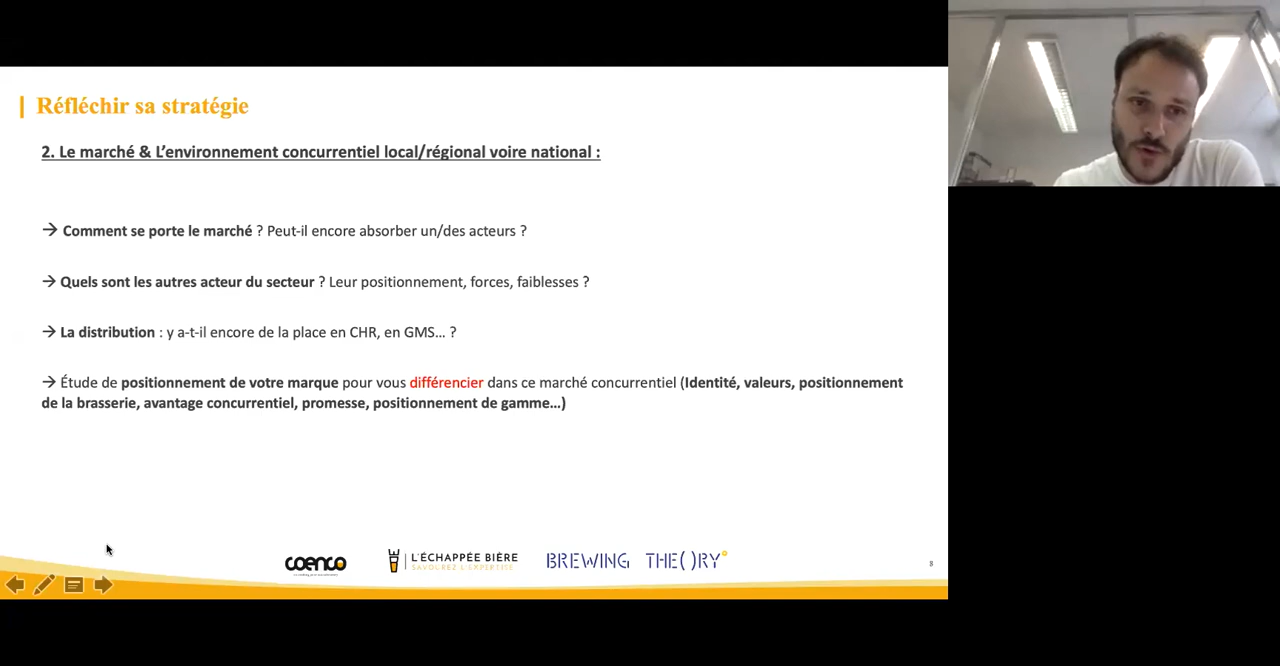 Réfléchir sa stratégie
2. Le marché & L'environnement concurrentiel local/régional voire national :
→ Comment se porte le marché ? Peut-il encore absorber un/des acteurs ?
→ Quels sont les autres acteur du secteur ? Leur positionnement, forces, faiblesses ?
→ La distribution : y a-t-il encore de la place en CHR, en GMS... ?
→ Étude de positionnement de votre marque pour vous différencier dans ce marché concurrentiel (Identité, valeurs, positionnement
de la brasserie, avantage concurrentiel, promesse, positionnement de gamme...)
coenco
L'ÉCHAPPÉE BIÈRE
SAVOUREZ L'EXPERTISE
BREWING THE()RY
8